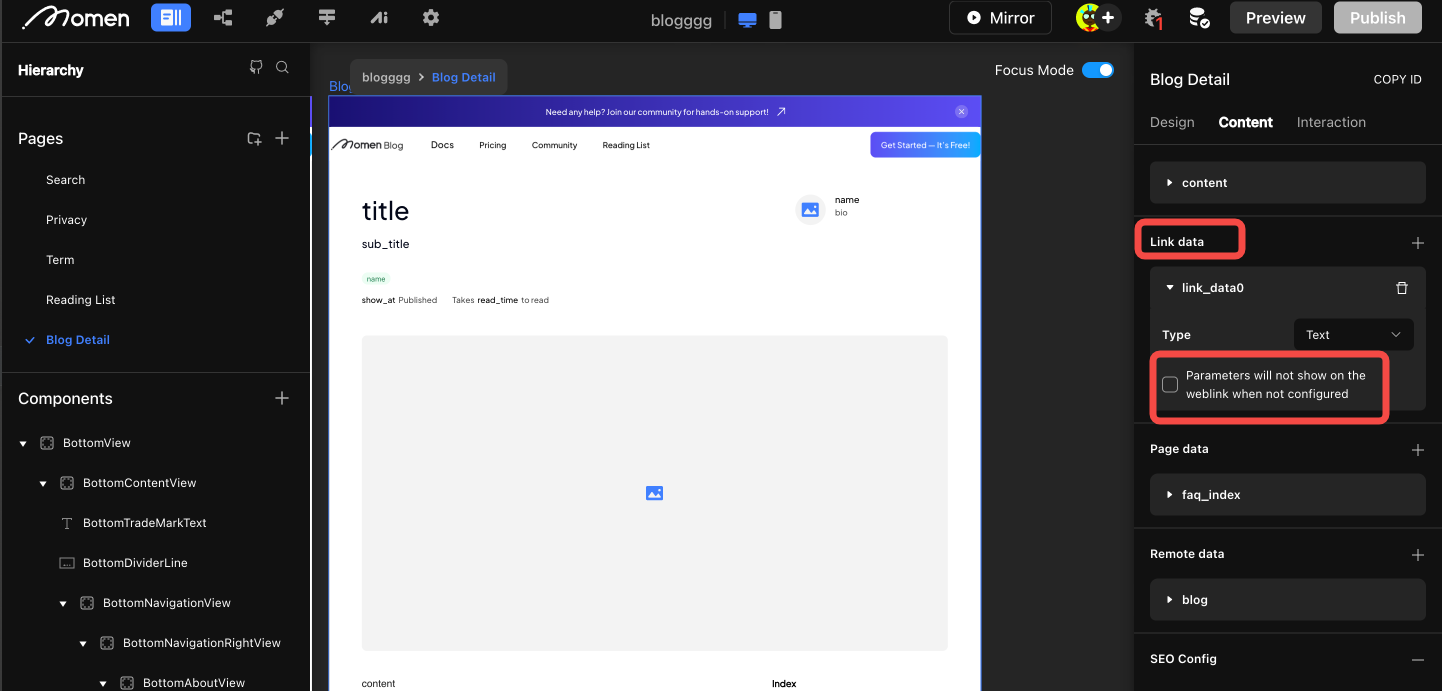 Momen
blogggg
Mirror
1
Preview
Publish
Hierarchy
Pages
Search
Privacy
Term
Reading List
Blog Detail
Components
BottomView
BottomContentView
BottomTradeMarkText
BottomDividerLine
BottomNavigationView
BottomNavigationRightView
BottomAboutView
blogggg > Blog Detail
Focus Mode
Need any help? Join our community for hands-on support!
Momen Blog
Docs
Pricing
Community
Reading List
Get Started — It's Free!
title
sub_title
name
show_at Published
Takes read_time to read
name
bio
content
Index
Blog Detail
COPY ID
Design
Content
Interaction
content
Link data
link_data0
Type
Text
Parameters will not show on the
weblink when not configured
Page data
faq_index
Remote data
blog
SEO Config